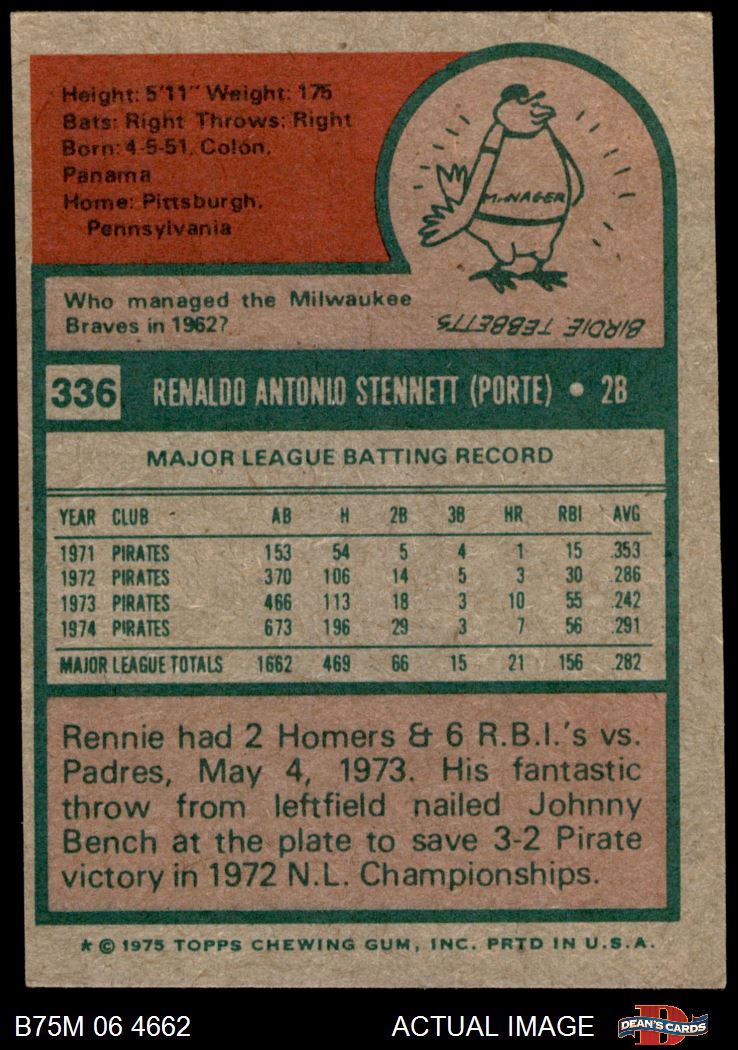 Height: 5'11" Weight: 175
Bats: Right Throws: Right
Born: 4-5-51, Colon,
Panama
Home: Pittsburgh,
Pennsylvania
M.NAGER
Who managed the Milwaukee
Braves in 1962?
BIRDIE TEBBETTS
336 RENALDO ANTONIO STENNETT (PORTE) • 2B
MAJOR LEAGUE BATTING RECORD
YEAR CLUB AB H 2B 3B HR RBI AVG
1971 PIRATES 153 54 5 4 1 15 .353
1972 PIRATES 370 106 14 5 3 30 .286
1973 PIRATES 466 113 18 3 10 55 .242
1974 PIRATES 673 196 29 3 7 56 .291
MAJOR LEAGUE TOTALS 1662 469 66 15 21 156 .282
Rennie had 2 Homers & 6 R.B.I.'s vs.
Padres, May 4, 1973. His fantastic
throw from leftfield nailed Johnny
Bench at the plate to save 3-2 Pirate
victory in 1972 N.L. Championships.
* © 1975 TOPPS CHEWING GUM, INC. PRTD IN U.S.A.
B75M 06 4662 ACTUAL IMAGE
D
DEAN'S CARDS